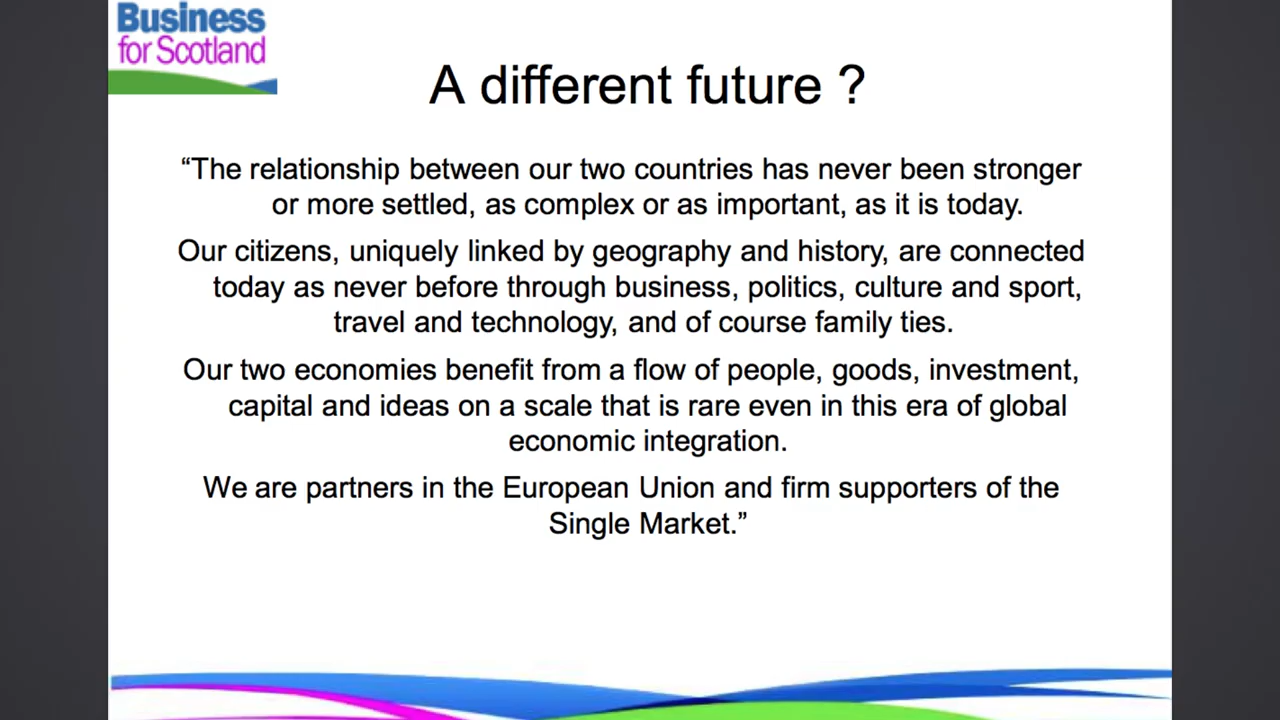 Business
for Scotland
A different future ?
“The relationship between our two countries has never been stronger
or more settled, as complex or as important, as it is today.
Our citizens, uniquely linked by geography and history, are connected
today as never before through business, politics, culture and sport,
travel and technology, and of course family ties.
Our two economies benefit from a flow of people, goods, investment,
capital and ideas on a scale that is rare even in this era of global
economic integration.
We are partners in the European Union and firm supporters of the
Single Market.”